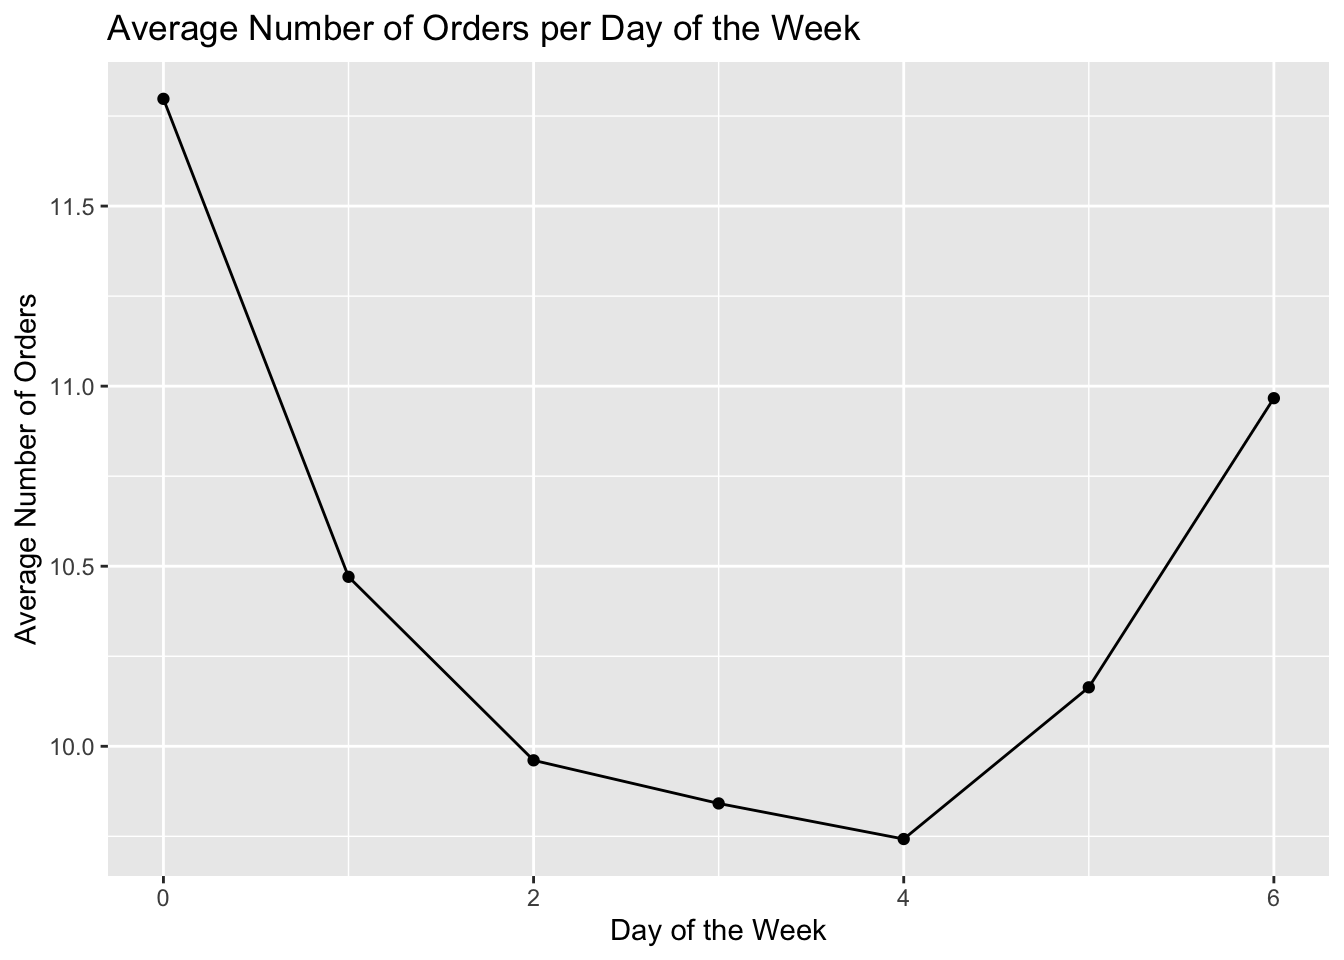 Average Number of Orders per Day of the Week
Average Number of Orders
11.5
11.0
10.5
10.0
0 2 4 6
Day of the Week